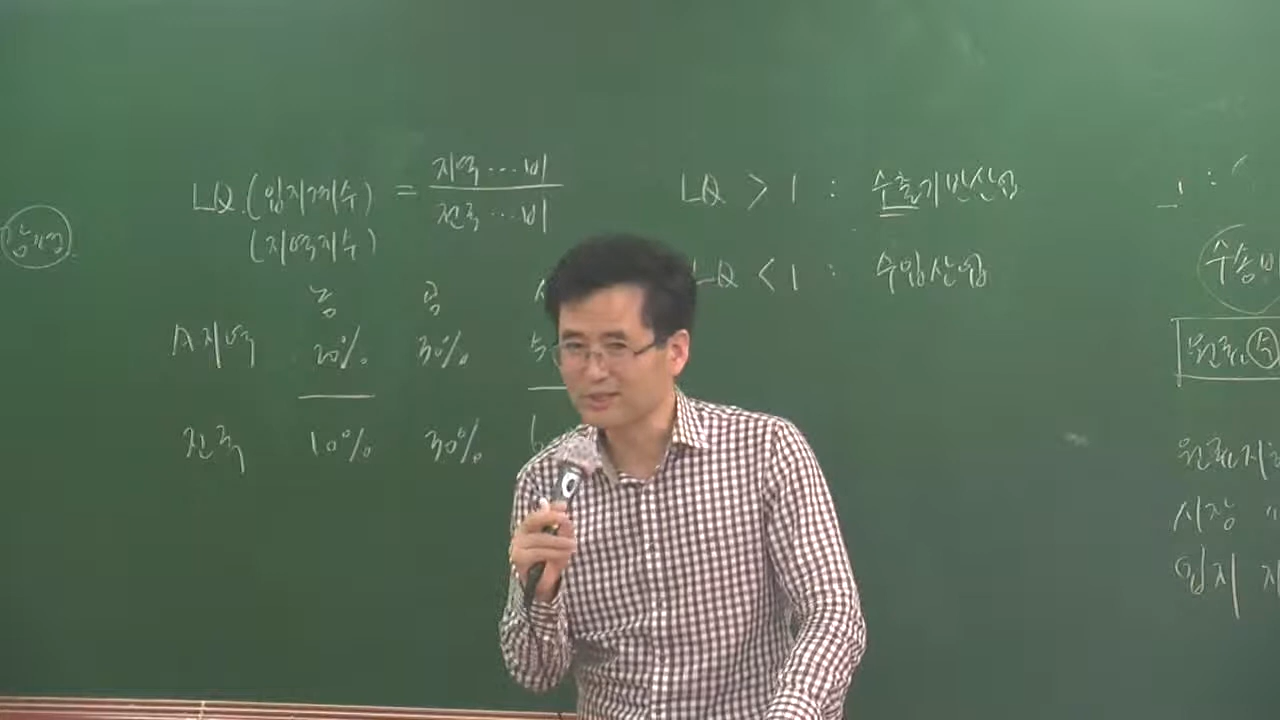 LQ.(입지계수) = 지역…비
전국…비
(지역지수)
농 공
A지역 20% 30% 5
전국 10% 30% 6
LQ > 1 : 수출기반산업
LQ < 1 : 수입산업
수송비
원료 5
원료지
시장 "
입지